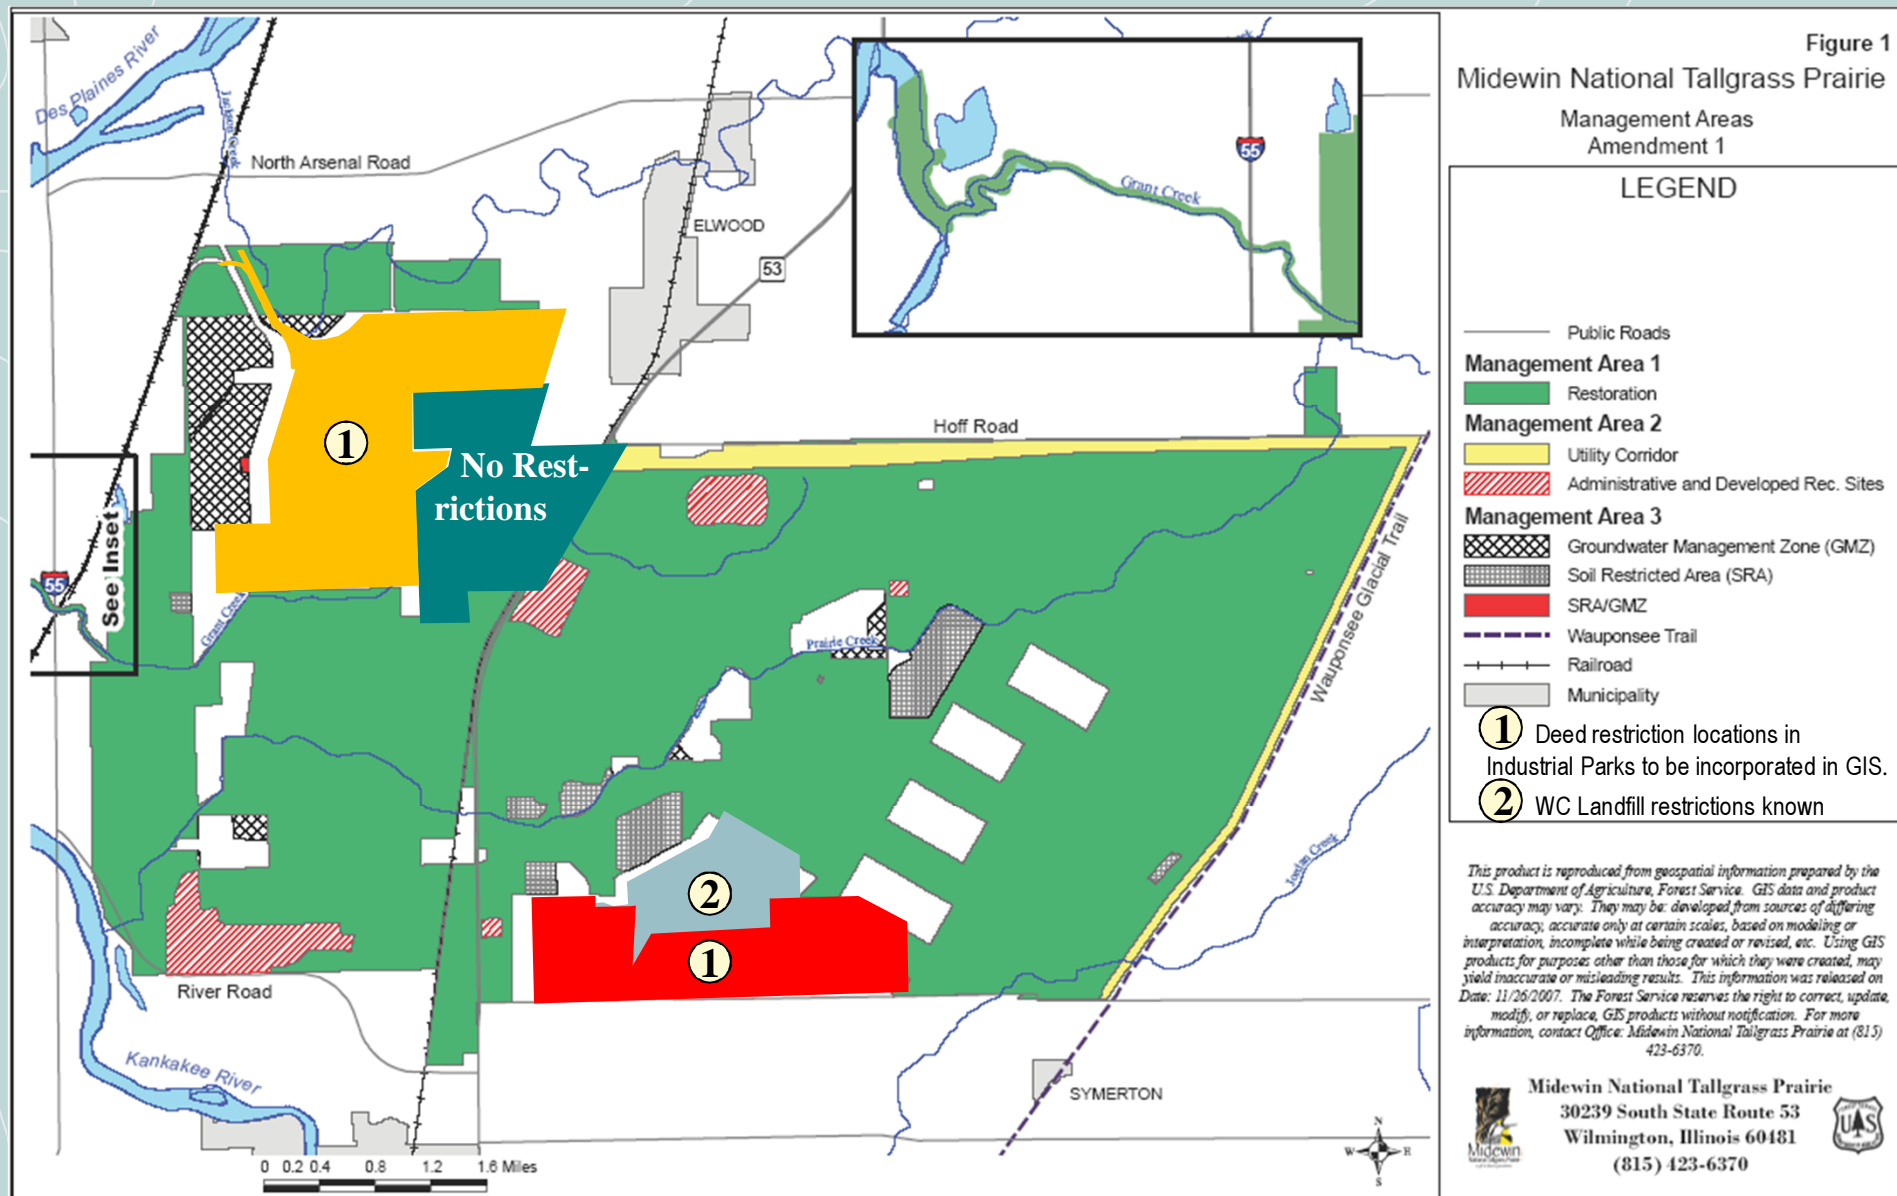 Figure 1
Midewin National Tallgrass Prairie
Management Areas
Amendment 1
LEGEND
Public Roads
Management Area 1
Restoration
Management Area 2
Utility Corridor
Administrative and Developed Rec. Sites
Management Area 3
Groundwater Management Zone (GMZ)
Soil Restricted Area (SRA)
SRA/GMZ
Wauponsee Trail
Railroad
Municipality
1 Deed restriction locations in
Industrial Parks to be incorporated in GIS.
2 WC Landfill restrictions known
This product is reproduced from geospatial information prepared by the
U.S. Department of Agriculture, Forest Service. GIS data and product
accuracy may vary. They may be: developed from sources of differing
accuracy, accurate only at certain scales, based on modeling or
interpretation, incomplete while being created or revised, etc. Using GIS
products for purposes other than those for which they were created, may
yield inaccurate or misleading results. This information was released on
Date: 11/26/2007. The Forest Service reserves the right to correct, update,
modify, or replace, GIS products without notification. For more
information, contact Office: Midewin National Tallgrass Prairie at (815)
423-6370.
Midewin National Tallgrass Prairie
30239 South State Route 53
Wilmington, Illinois 60481
(815) 423-6370
Midewin
UAS
Des Plaines River
Jackson Creek
North Arsenal Road
ELWOOD
53
55
Grant Creek
Hoff Road
1
No Rest-
rictions
See Inset
55
Grant Creek
Prairie Creek
Wauponsee Glacial Trail
2
1
Jordan Creek
River Road
Kankakee River
SYMERTON
0 0.2 0.4 0.8 1.2 1.6 Miles
N
W E
S